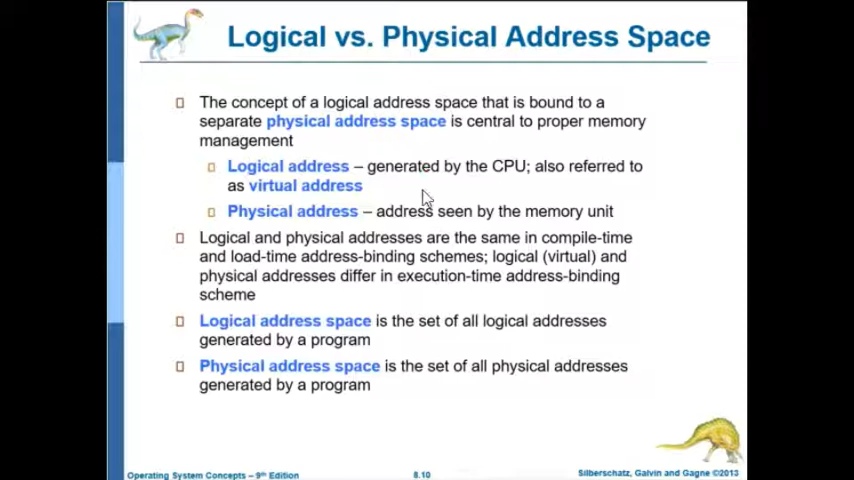 Logical vs. Physical Address Space
The concept of a logical address space that is bound to a
separate physical address space is central to proper memory
management
Logical address – generated by the CPU; also referred to
as virtual address
Physical address – address seen by the memory unit
Logical and physical addresses are the same in compile-time
and load-time address-binding schemes; logical (virtual) and
physical addresses differ in execution-time address-binding
scheme
Logical address space is the set of all logical addresses
generated by a program
Physical address space is the set of all physical addresses
generated by a program
Operating System Concepts – 9th Edition
8.10
Silberschatz, Galvin and Gagne ©2013